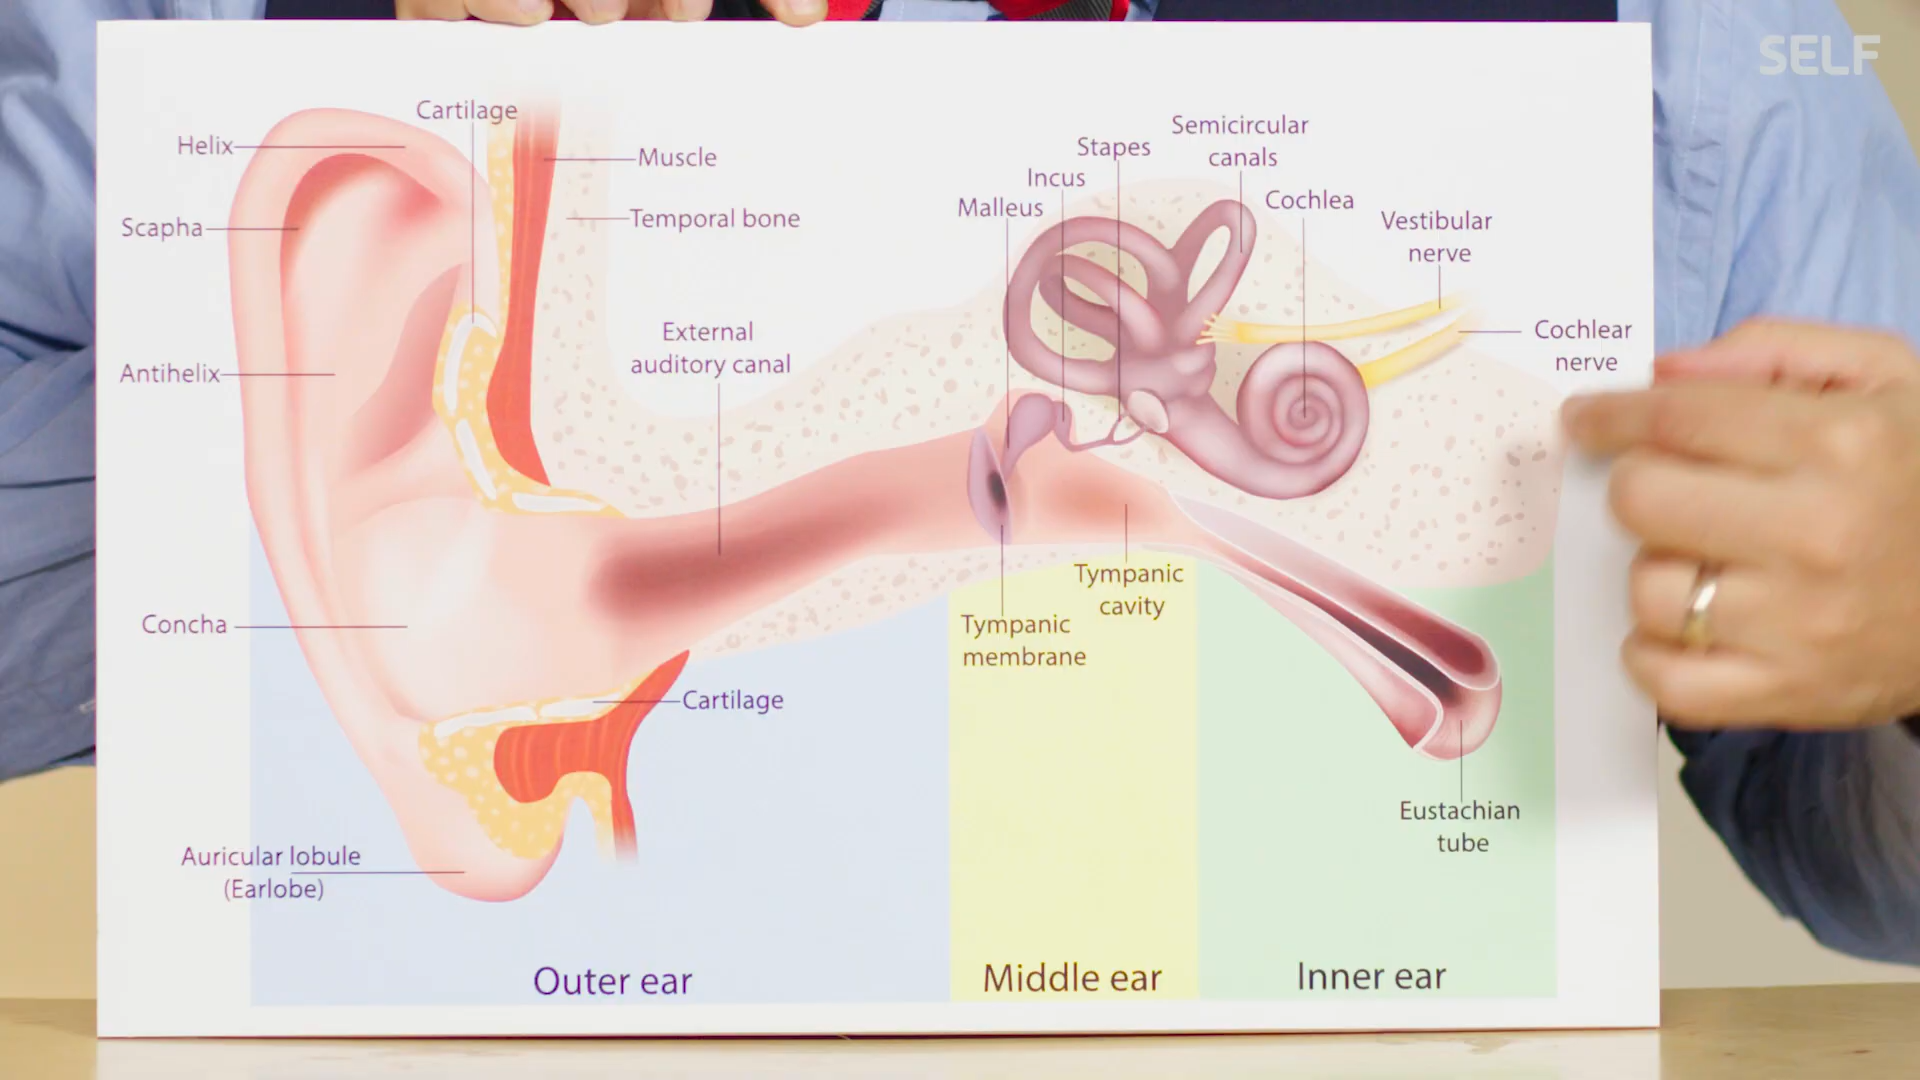 SELF
Cartilage
Helix
Muscle
Scapha
Temporal bone
Antihelix
External
auditory canal
Concha
Cartilage
Auricular lobule
(Earlobe)
Semicircular
canals
Stapes
Incus
Malleus
Cochlea
Vestibular
nerve
Cochlear
nerve
Tympanic
cavity
Tympanic
membrane
Eustachian
tube
Outer ear
Middle ear
Inner ear